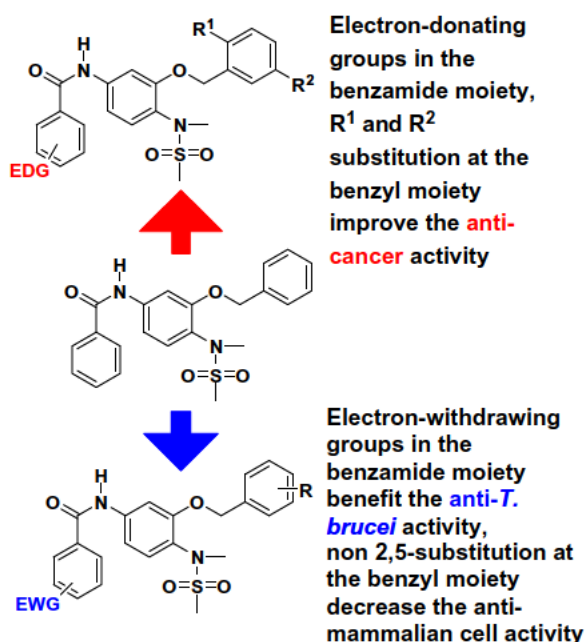 H
R¹
O N
O
R²
N
O=S=O
EDG
Electron-donating
groups in the
benzamide moiety,
R¹ and R²
substitution at the
benzyl moiety
improve the anti-
cancer activity
H
O N
O
N
O=S=O
Electron-withdrawing
groups in the
benzamide moiety
benefit the anti-T.
brucei activity,
non 2,5-substitution at
the benzyl moiety
decrease the anti-
mammalian cell activity
H
O N
O
R
N
O=S=O
EWG